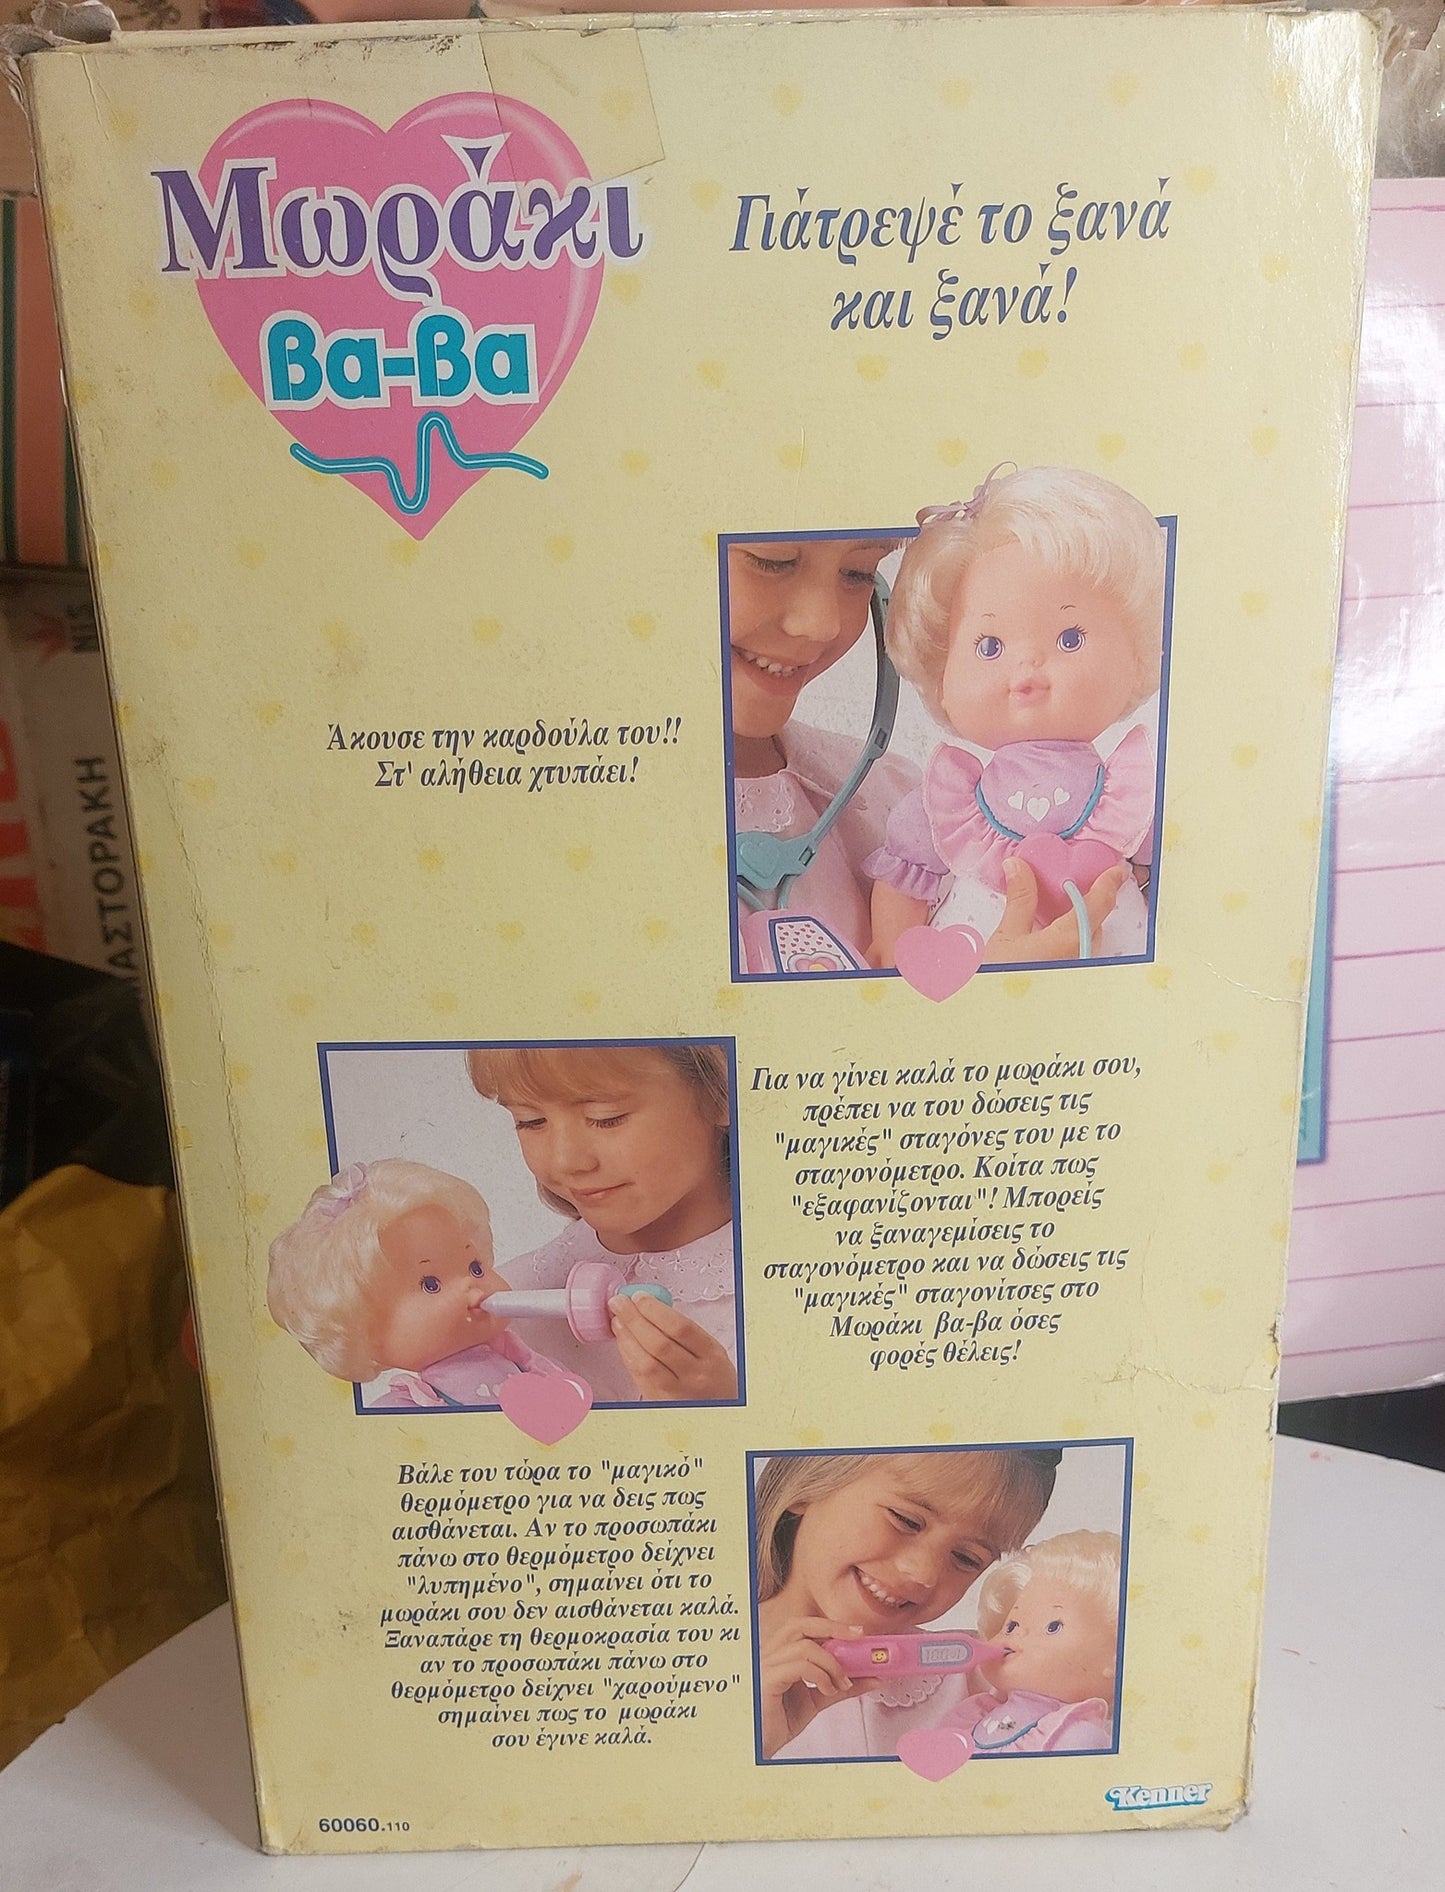 Μωράκι
βα-βα
Γιάτρεψέ το ξανά
και ξανά!
Άκουσε την καρδούλα του!!
Στ' αλήθεια χτυπάει!
Για να γίνει καλά το μωράκι σου,
πρέπει να του δώσεις τις
"μαγικές" σταγόνες του με το
σταγονόμετρο. Κοίτα πως
"εξαφανίζονται"! Μπορείς
να ξαναγεμίσεις το
σταγονόμετρο και να δώσεις τις
"μαγικές" σταγονίτσες στο
Μωράκι βα-βα όσες
φορές θέλεις!
Βάλε του τώρα το "μαγικό"
θερμόμετρο για να δεις πως
αισθάνεται. Αν το προσωπάκι
πάνω στο θερμόμετρο δείχνει
"λυπημένο", σημαίνει ότι το
μωράκι σου δεν αισθάνεται καλά.
Ξαναπάρε τη θερμοκρασία του κι
αν το προσωπάκι πάνω στο
θερμόμετρο δείχνει "χαρούμενο"
σημαίνει πως το μωράκι
σου έγινε καλά.
Kenner
60060.110